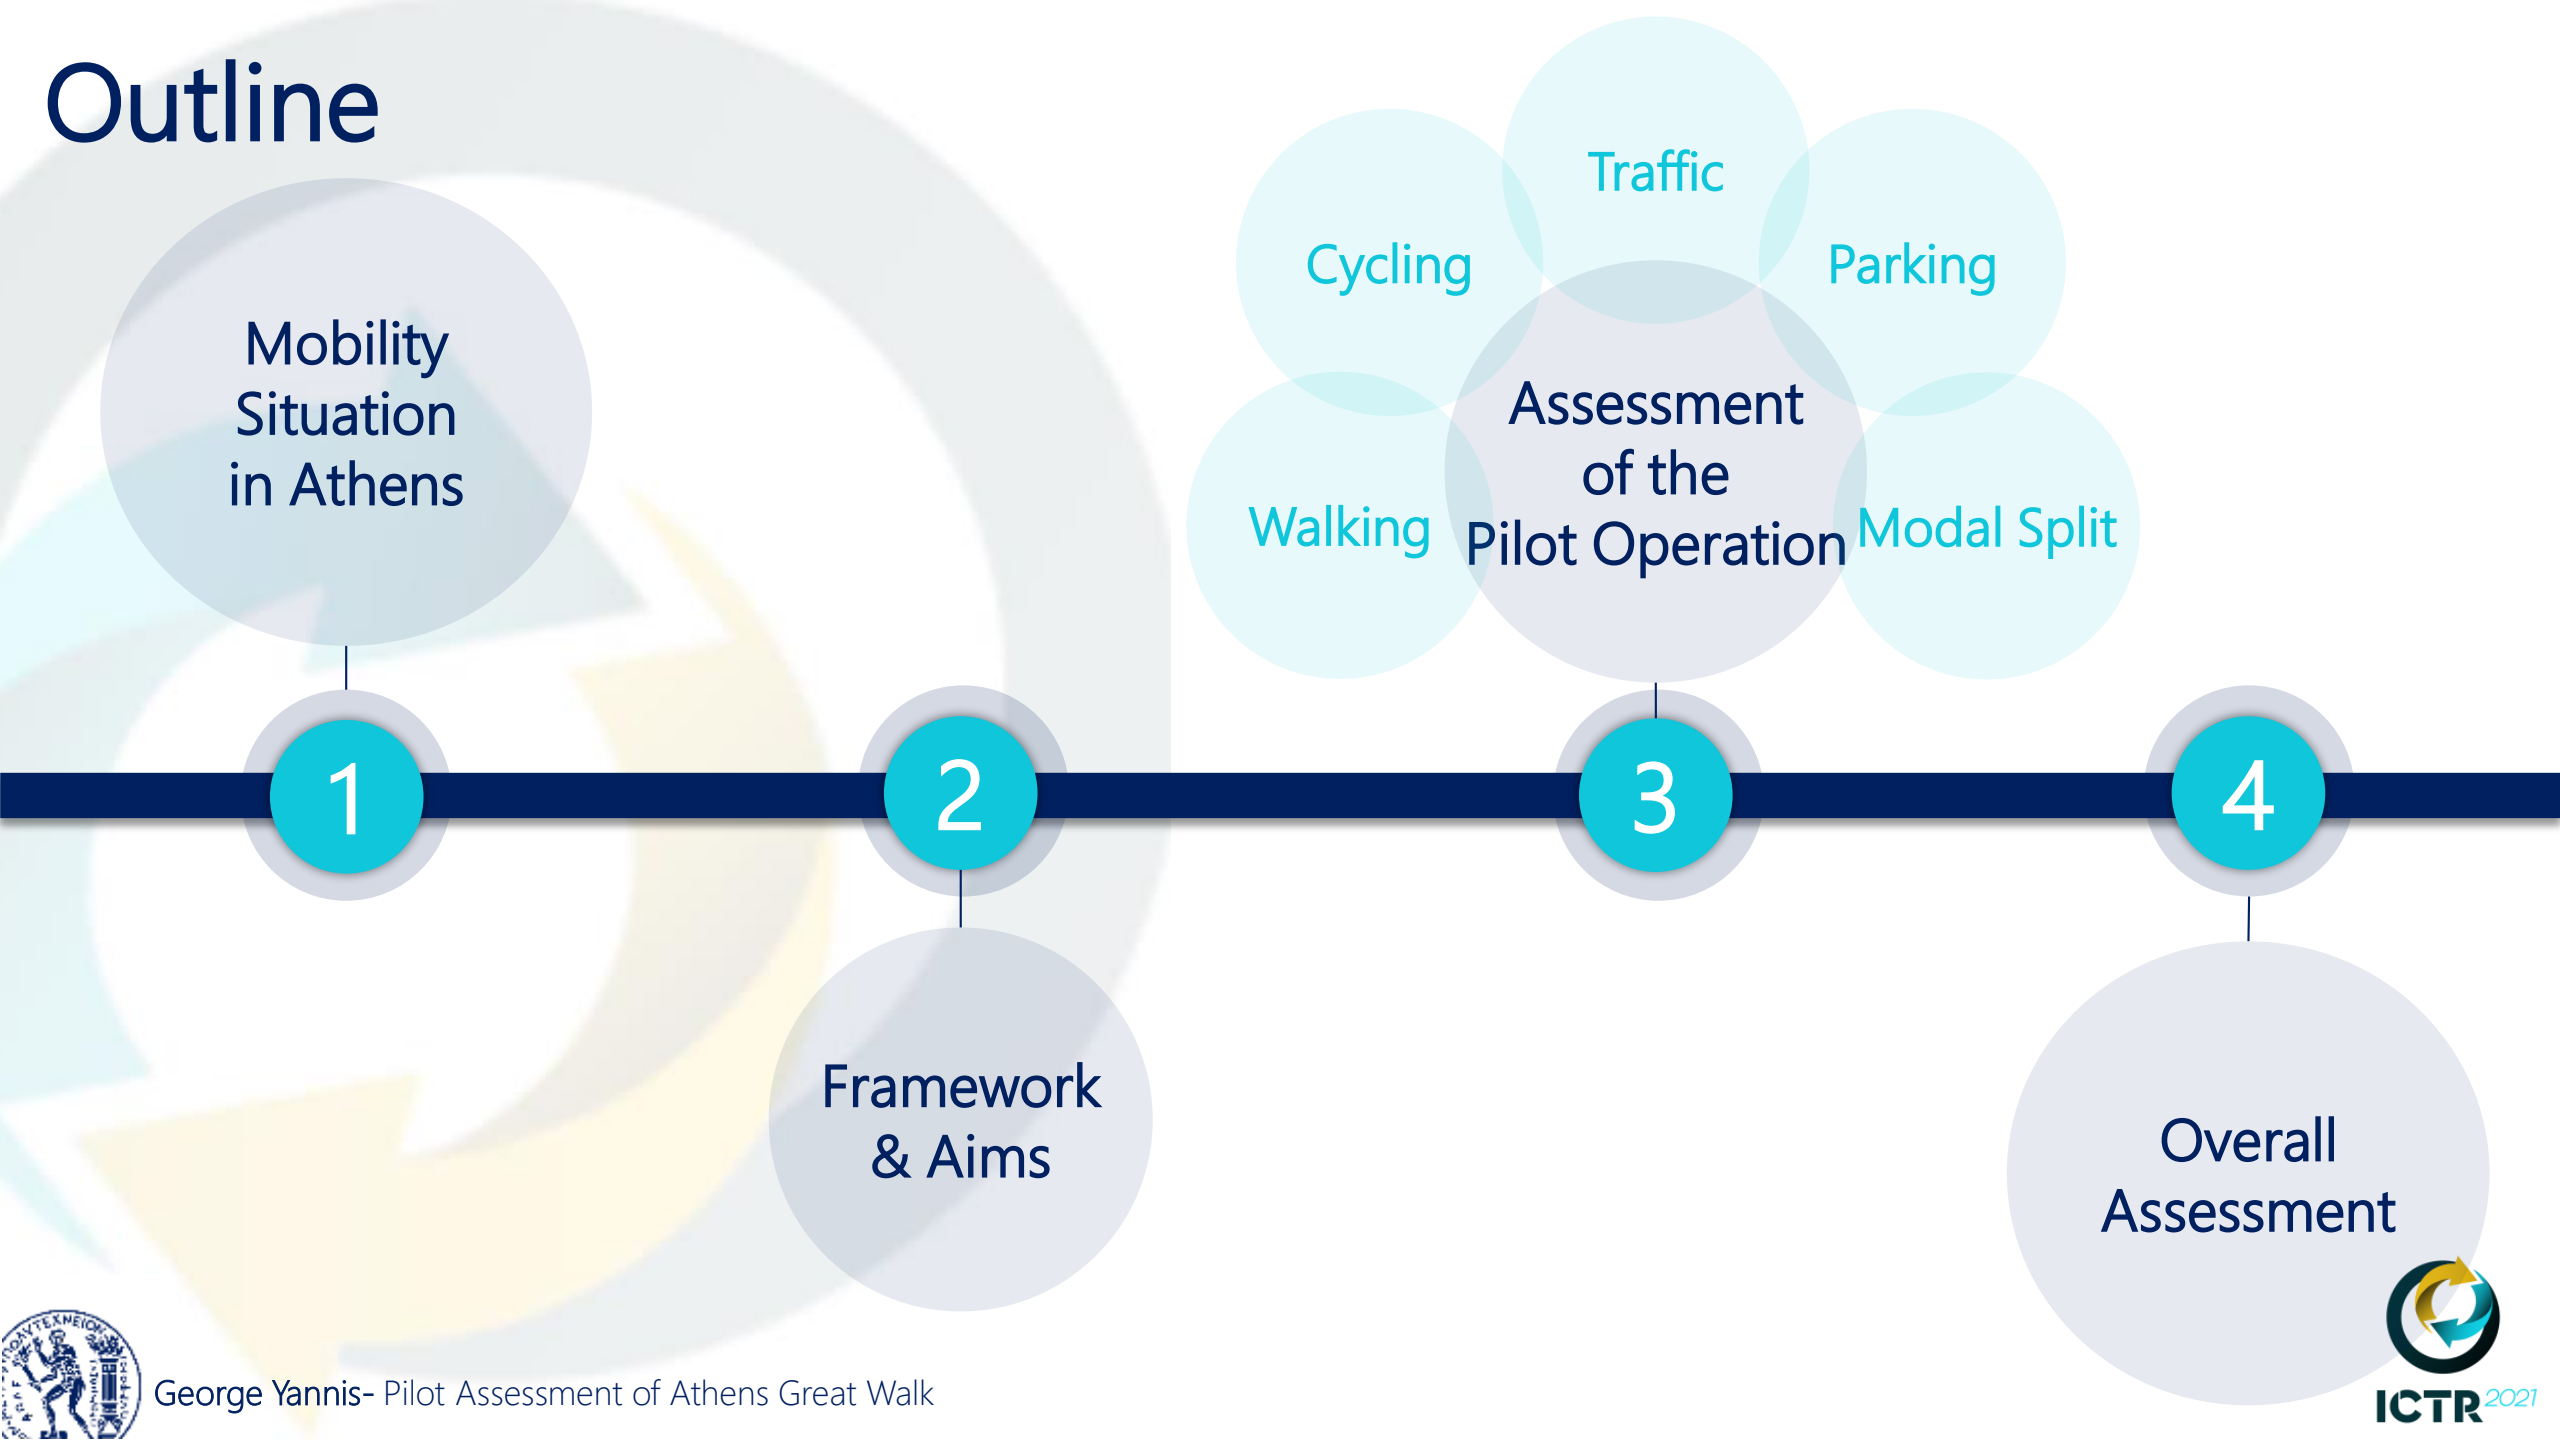 Outline
Mobility
Situation
in Athens
1
2
Framework
& Aims
Walking
Cycling
Traffic
Parking
Modal Split
Assessment
of the
Pilot Operation
3
4
Overall
Assessment
George Yannis- Pilot Assessment of Athens Great Walk
ICTR 2021